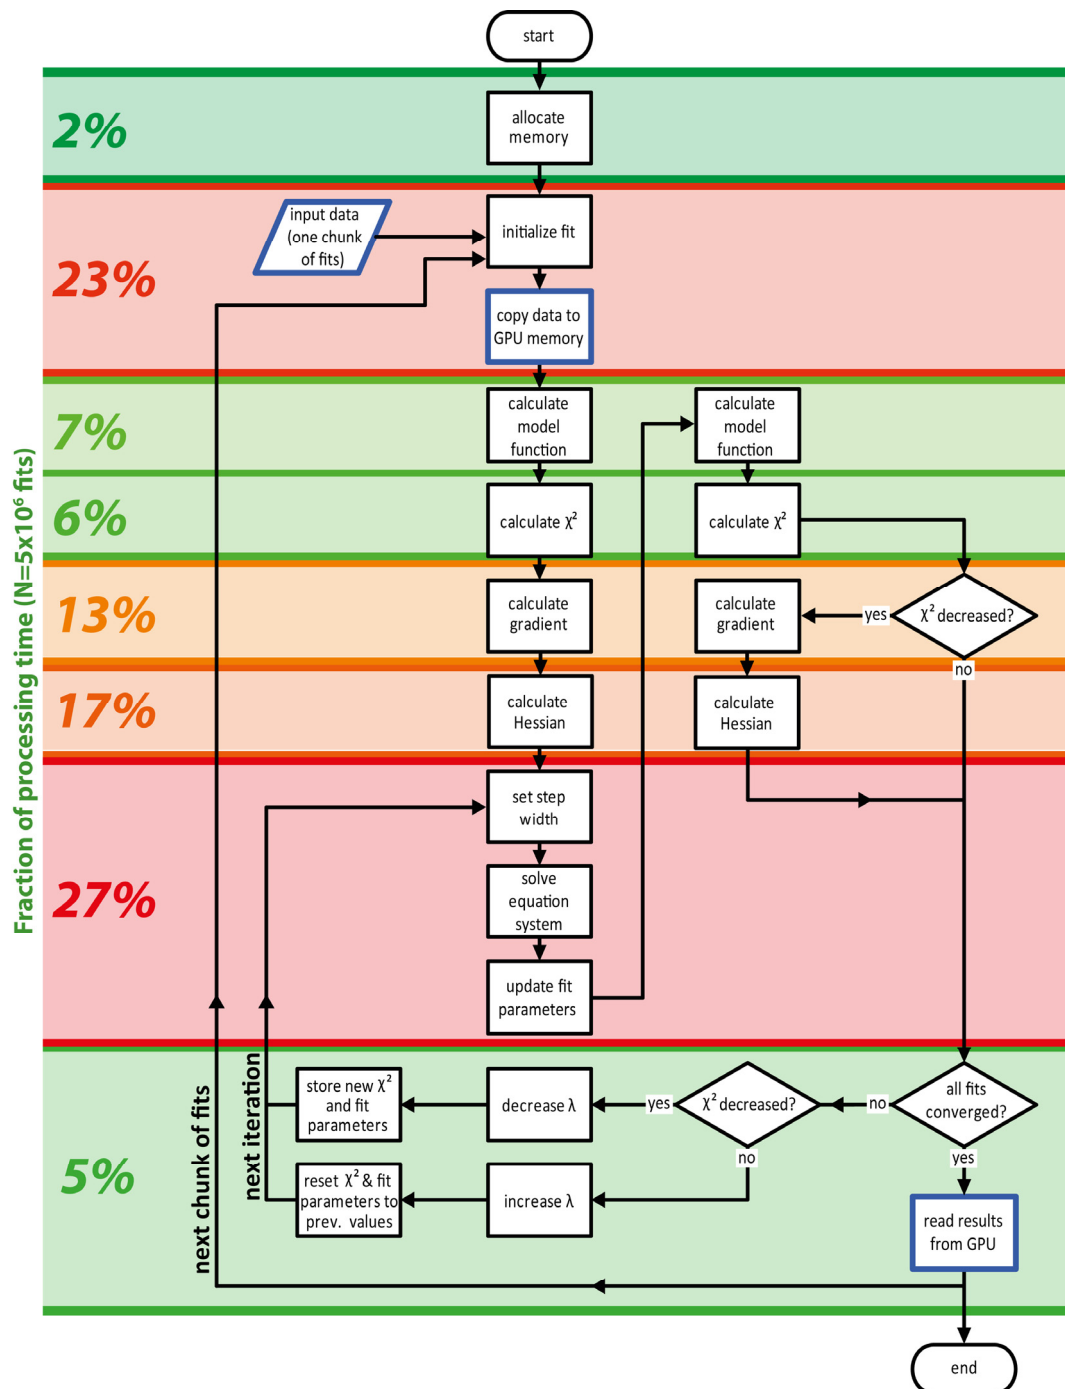 start
2%
allocate
memory
23%
input data
(one chunk
of fits)
initialize fit
copy data to
GPU memory
7%
calculate
model
function
calculate
model
function
6%
calculate χ²
calculate χ²
13%
calculate
gradient
calculate
gradient
yes
χ² decreased?
no
17%
calculate
Hessian
calculate
Hessian
27%
set step
width
solve
equation
system
update fit
parameters
5%
store new χ²
and fit
parameters
decrease λ
yes
χ² decreased?
no
all fits
converged?
no
yes
reset χ² & fit
parameters to
prev. values
increase λ
read results
from GPU
next iteration
next chunk of fits
end
Fraction of processing time (N=5x10⁶ fits)